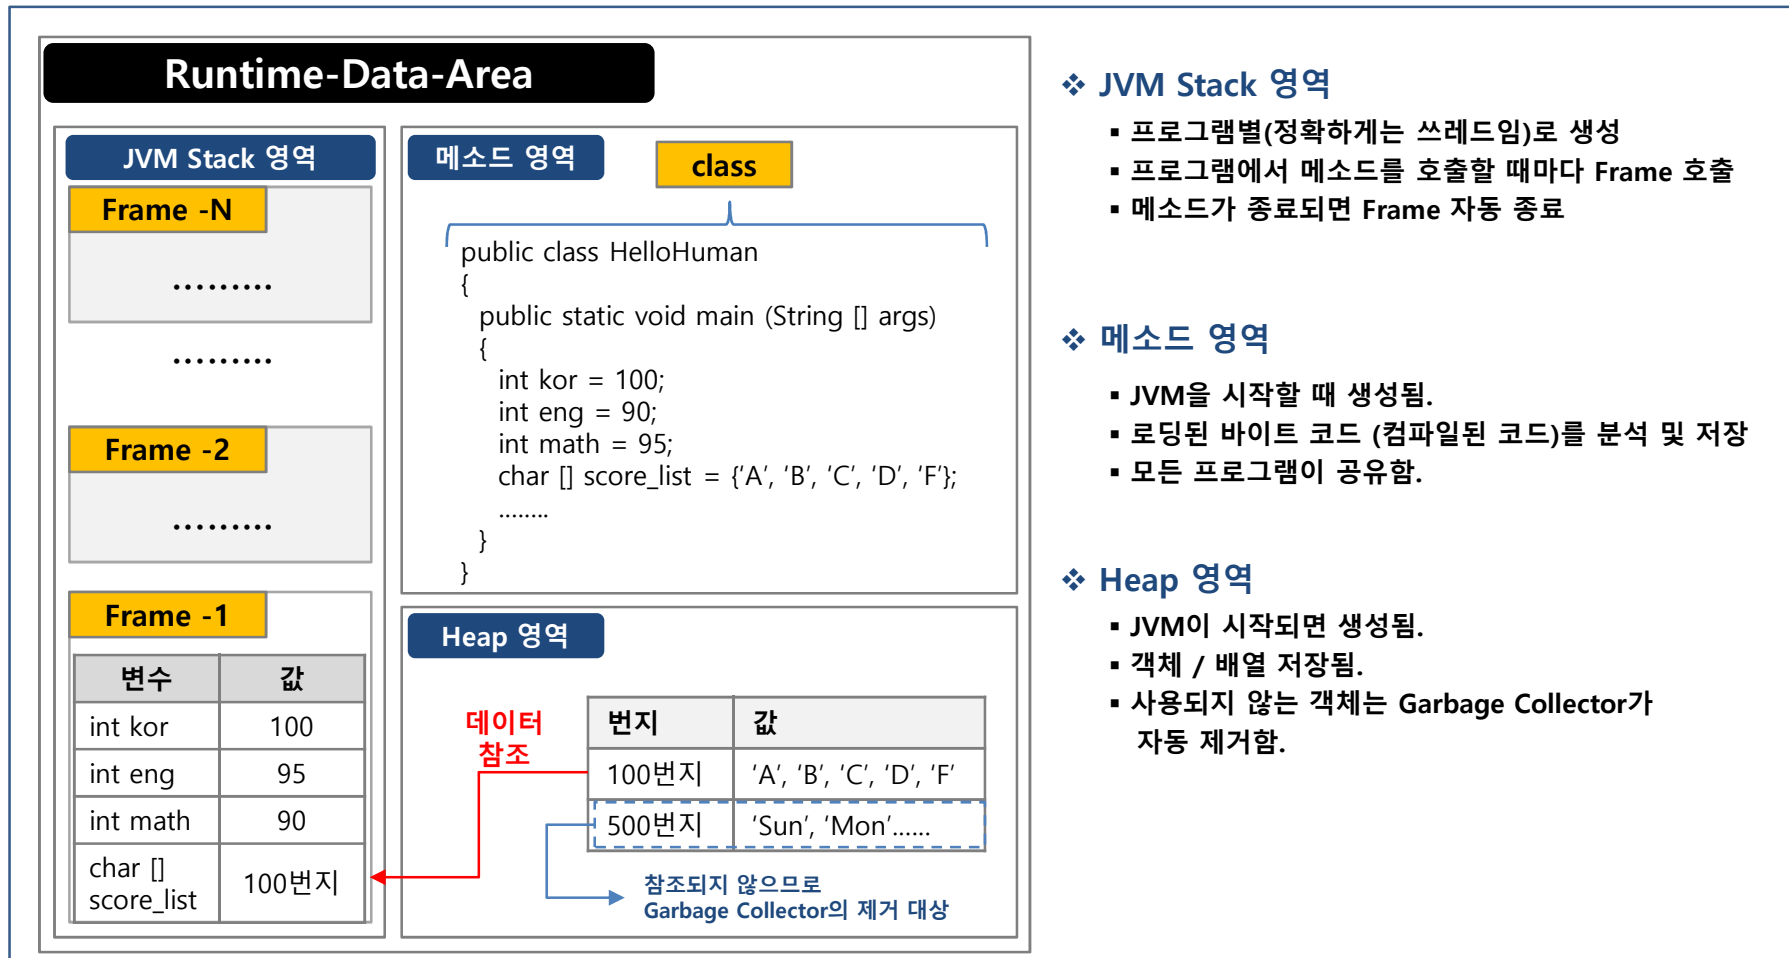 Runtime-Data-Area
JVM Stack 영역
Frame -N
………
………
Frame -2
………
Frame -1
변수 값
int kor 100
int eng 95
int math 90
char []
score_list 100번지
메소드 영역
class
public class HelloHuman
{
public static void main (String [] args)
{
int kor = 100;
int eng = 90;
int math = 95;
char [] score_list = {‘A’, ‘B’, ‘C’, ‘D’, ‘F’};
........
}
}
Heap 영역
데이터
참조
번지 값
100번지 ‘A’, ‘B’, ‘C’, ‘D’, ‘F’
500번지 ‘Sun’, ‘Mon’......
참조되지 않으므로
Garbage Collector의 제거 대상
❖ JVM Stack 영역
▪ 프로그램별(정확하게는 쓰레드임)로 생성
▪ 프로그램에서 메소드를 호출할 때마다 Frame 호출
▪ 메소드가 종료되면 Frame 자동 종료
❖ 메소드 영역
▪ JVM을 시작할 때 생성됨.
▪ 로딩된 바이트 코드 (컴파일된 코드)를 분석 및 저장
▪ 모든 프로그램이 공유함.
❖ Heap 영역
▪ JVM이 시작되면 생성됨.
▪ 객체 / 배열 저장됨.
▪ 사용되지 않는 객체는 Garbage Collector가
자동 제거함.